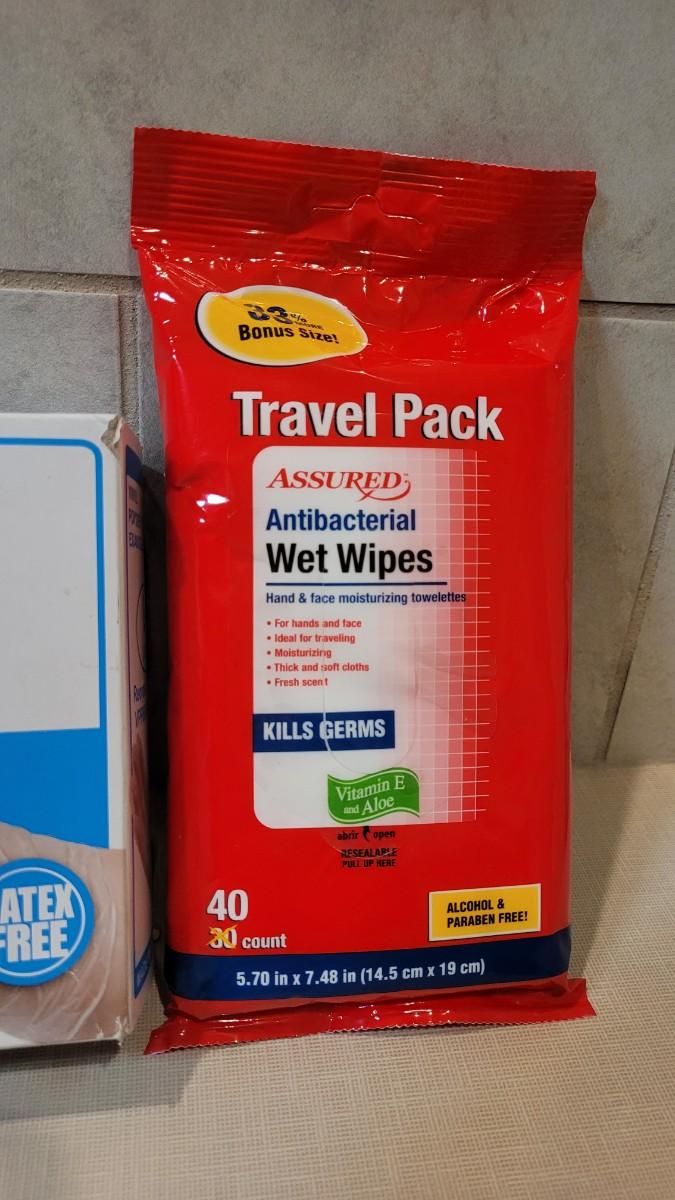 33% MORE
Bonus Size!
Travel Pack
ASSURED™
Antibacterial
Wet Wipes
Hand & face moisturizing towelettes
• For hands and face
• Ideal for traveling
• Moisturizing
• Thick and soft cloths
• Fresh scent
KILLS GERMS
Vitamin E
and Aloe
abrir open
RESEALABLE
PULL UP HERE
40
30 count
ALCOHOL &
PARABEN FREE!
5.70 in x 7.48 in (14.5 cm x 19 cm)
ATEX
FREE